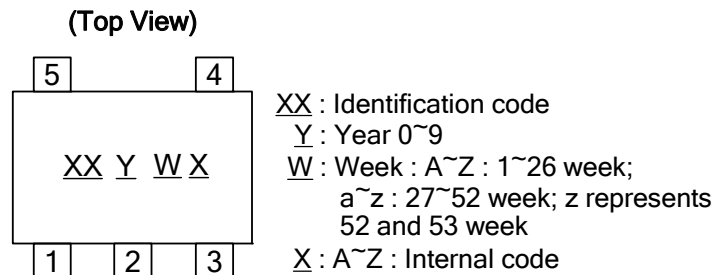 (Top View)
5 4
XX Y W X
1 2 3
XX : Identification code
Y : Year 0~9
W : Week : A~Z : 1~26 week;
a~z : 27~52 week; z represents
52 and 53 week
X : A~Z : Internal code